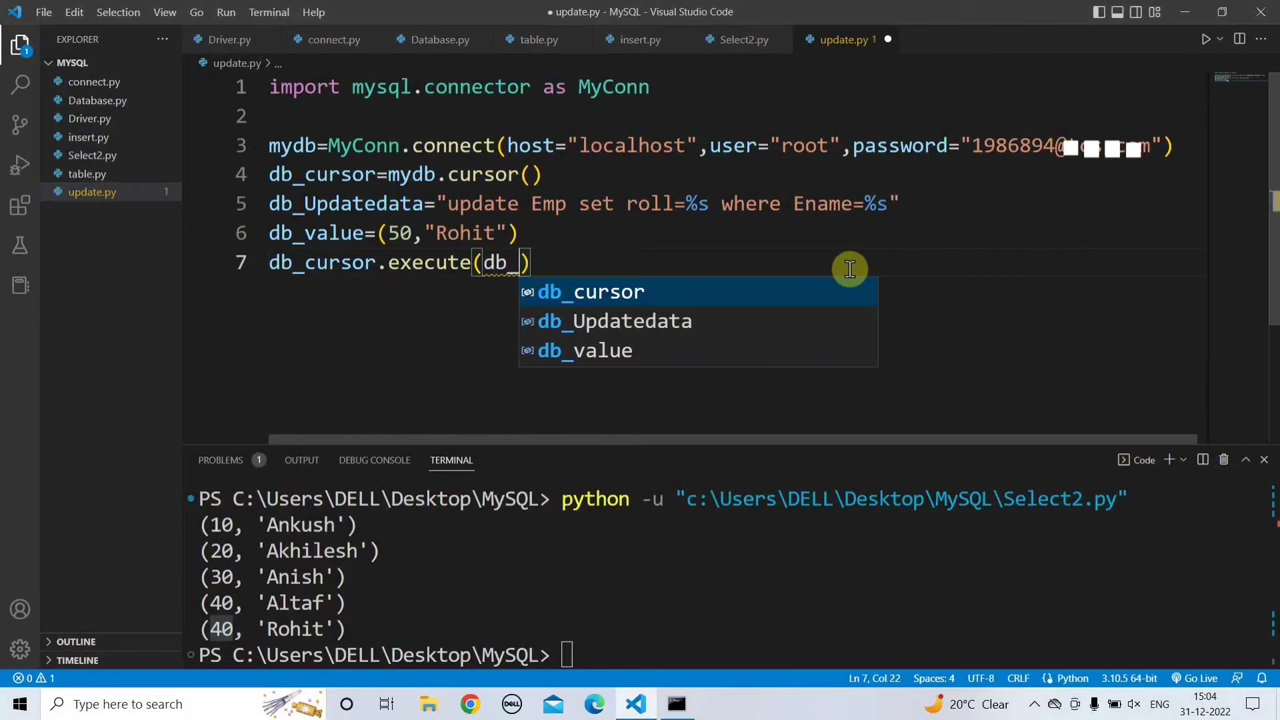 File Edit Selection View Go Run Terminal Help
● update.py - MySQL - Visual Studio Code
EXPLORER
Driver.py connect.py Database.py table.py insert.py Select2.py update.py 1
MYSQL
update.py > ...
connect.py
Database.py
Driver.py
insert.py
Select2.py
table.py
update.py 1
1 import mysql.connector as MyConn
2
3 mydb=MyConn.connect(host="localhost",user="root",password="1986894@
4 db_cursor=mydb.cursor()
5 db_Updatedata="update Emp set roll=%s where Ename=%s"
6 db_value=(50,"Rohit")
7 db_cursor.execute(db_)
db_cursor
db_Updatedata
db_value
PROBLEMS 1 OUTPUT DEBUG CONSOLE TERMINAL Code
PS C:\Users\DELL\Desktop\MySQL> python -u "c:\Users\DELL\Desktop\MySQL\Select2.py"
(10, 'Ankush')
(20, 'Akhilesh')
(30, 'Anish')
(40, 'Altaf')
(40, 'Rohit')
PS C:\Users\DELL\Desktop\MySQL>
OUTLINE
TIMELINE
0 1 Ln 7, Col 22 Spaces: 4 UTF-8 CRLF Python 3.10.5 64-bit Go Live
Type here to search
DELL
20°C Clear
ENG
15:04
31-12-2022